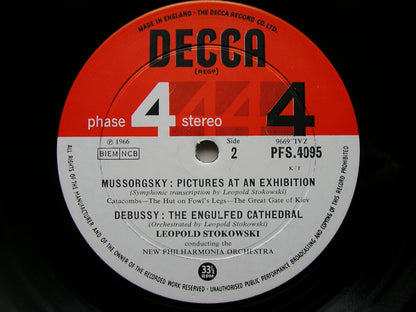 MADE IN ENGLAND · THE DECCA RECORD CO. LTD.
DECCA
(REGD)
phase 4 stereo 4
℗ 1966
Side
2
BIEM NCB
PFS.4095
K/T
MUSSORGSKY : PICTURES AT AN EXHIBITION
(Symphonic transcription by Leopold Stokowski)
Catacombs—The Hut on Fowl's Legs—The Great Gate of Kiev
DEBUSSY : THE ENGULFED CATHEDRAL
(Orchestrated by Leopold Stokowski)
LEOPOLD STOKOWSKI
conducting the
NEW PHILHARMONIA ORCHESTRA
33⅓
RPM
ALL RIGHTS OF THE MANUFACTURER AND OF THE OWNER OF THE RECORDED WORK RESERVED · UNAUTHORISED PUBLIC PERFORMANCE BROADCASTING AND COPYING OF THIS RECORD PROHIBITED